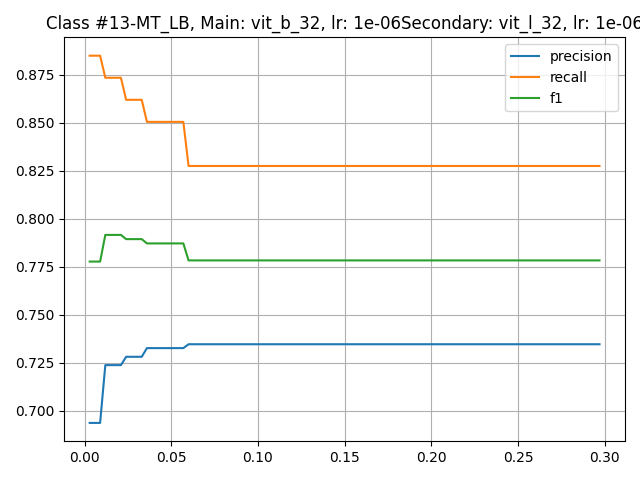 Class #13-MT_LB, Main: vit_b_32, lr: 1e-06Secondary: vit_l_32, lr: 1e-06
precision
recall
f1
0.875
0.850
0.825
0.800
0.775
0.750
0.725
0.700
0.00 0.05 0.10 0.15 0.20 0.25 0.30